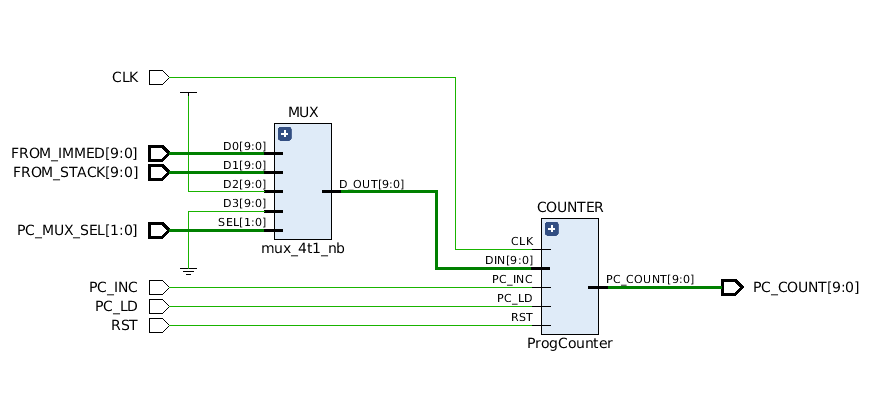 CLK
MUX
FROM_IMMED[9:0]
D0[9:0]
FROM_STACK[9:0]
D1[9:0]
D2[9:0]
D_OUT[9:0]
D3[9:0]
PC_MUX_SEL[1:0]
SEL[1:0]
mux_4t1_nb
COUNTER
CLK
DIN[9:0]
PC_INC
PC_INC
PC_COUNT[9:0]
PC_COUNT[9:0]
PC_LD
PC_LD
RST
RST
ProgCounter